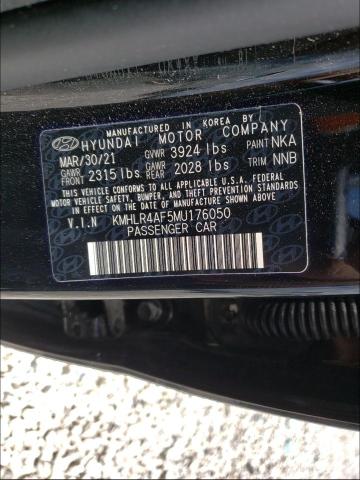 MANUFACTURED IN KOREA BY
HYUNDAI MOTOR COMPANY
MAR/30/21 GVWR 3924 lbs PAINT NKA
GAWR FRONT 2315 lbs GAWR REAR 2028 lbs TRIM NNB
THIS VEHICLE CONFORMS TO ALL APPLICABLE U.S.A. FEDERAL
MOTOR VEHICLE SAFETY, BUMPER, AND THEFT PREVENTION
STANDARDS IN EFFECT ON THE DATE OF MANUFACTURE SHOWN ABOVE.
V.I.N KMHLR4AF5MU176050
PASSENGER CAR